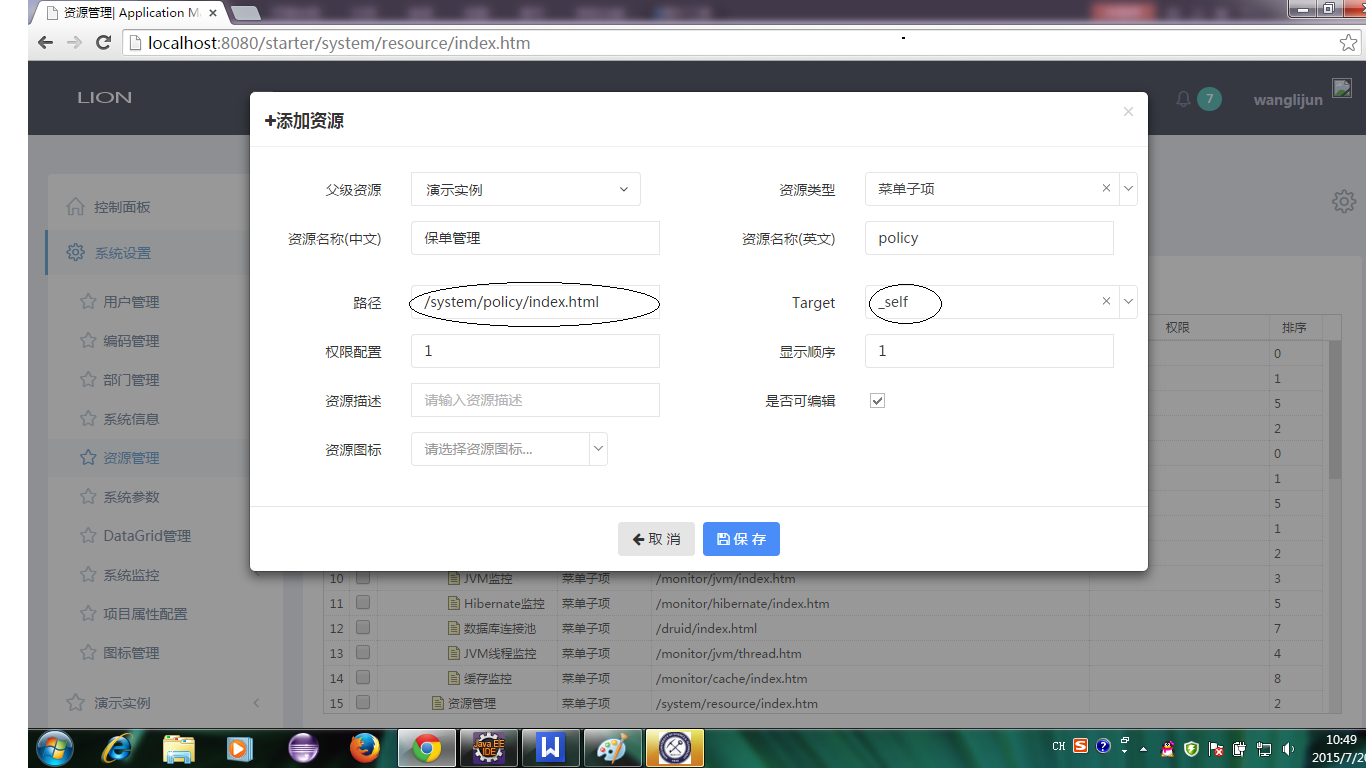 资源管理| Application M
localhost:8080/starter/system/resource/index.htm
LION
7
wanglijun
添加资源
×
父级资源
演示实例
资源类型
菜单子项
资源名称(中文)
保单管理
资源名称(英文)
policy
路径
/system/policy/index.html
Target
_self
权限配置
1
显示顺序
1
资源描述
请输入资源描述
是否可编辑
资源图标
请选择资源图标...
取 消
保 存
控制面板
系统设置
用户管理
编码管理
部门管理
系统信息
资源管理
系统参数
DataGrid管理
系统监控
项目属性配置
图标管理
演示实例
权限
排序
0
1
5
2
0
1
5
1
2
10 JVM监控 菜单子项 /monitor/jvm/index.htm 3
11 Hibernate监控 菜单子项 /monitor/hibernate/index.htm 5
12 数据库连接池 菜单子项 /druid/index.html 7
13 JVM线程监控 菜单子项 /monitor/jvm/thread.htm 4
14 缓存监控 菜单子项 /monitor/cache/index.htm 8
15 资源管理 菜单子项 /system/resource/index.htm 2
Java EE
IDE
W
CH
S
10:49
2015/7/2